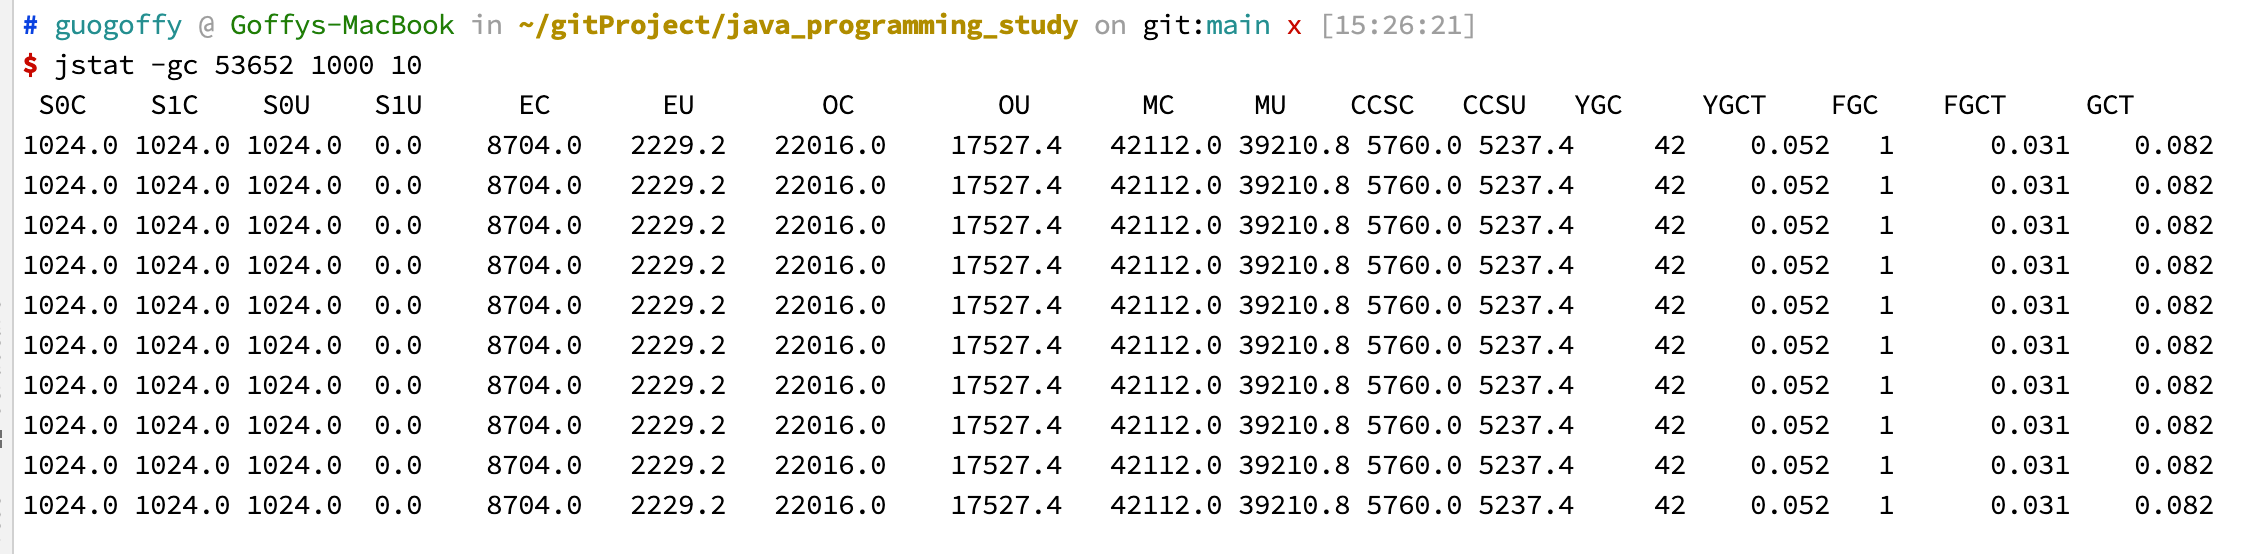 # guogoffy @ Goffys-MacBook in ~/gitProject/java_programming_study on git:main x [15:26:21]
$ jstat -gc 53652 1000 10
S0C S1C S0U S1U EC EU OC OU MC MU CCSC CCSU YGC YGCT FGC FGCT GCT
1024.0 1024.0 1024.0 0.0 8704.0 2229.2 22016.0 17527.4 42112.0 39210.8 5760.0 5237.4 42 0.052 1 0.031 0.082
1024.0 1024.0 1024.0 0.0 8704.0 2229.2 22016.0 17527.4 42112.0 39210.8 5760.0 5237.4 42 0.052 1 0.031 0.082
1024.0 1024.0 1024.0 0.0 8704.0 2229.2 22016.0 17527.4 42112.0 39210.8 5760.0 5237.4 42 0.052 1 0.031 0.082
1024.0 1024.0 1024.0 0.0 8704.0 2229.2 22016.0 17527.4 42112.0 39210.8 5760.0 5237.4 42 0.052 1 0.031 0.082
1024.0 1024.0 1024.0 0.0 8704.0 2229.2 22016.0 17527.4 42112.0 39210.8 5760.0 5237.4 42 0.052 1 0.031 0.082
1024.0 1024.0 1024.0 0.0 8704.0 2229.2 22016.0 17527.4 42112.0 39210.8 5760.0 5237.4 42 0.052 1 0.031 0.082
1024.0 1024.0 1024.0 0.0 8704.0 2229.2 22016.0 17527.4 42112.0 39210.8 5760.0 5237.4 42 0.052 1 0.031 0.082
1024.0 1024.0 1024.0 0.0 8704.0 2229.2 22016.0 17527.4 42112.0 39210.8 5760.0 5237.4 42 0.052 1 0.031 0.082
1024.0 1024.0 1024.0 0.0 8704.0 2229.2 22016.0 17527.4 42112.0 39210.8 5760.0 5237.4 42 0.052 1 0.031 0.082
1024.0 1024.0 1024.0 0.0 8704.0 2229.2 22016.0 17527.4 42112.0 39210.8 5760.0 5237.4 42 0.052 1 0.031 0.082